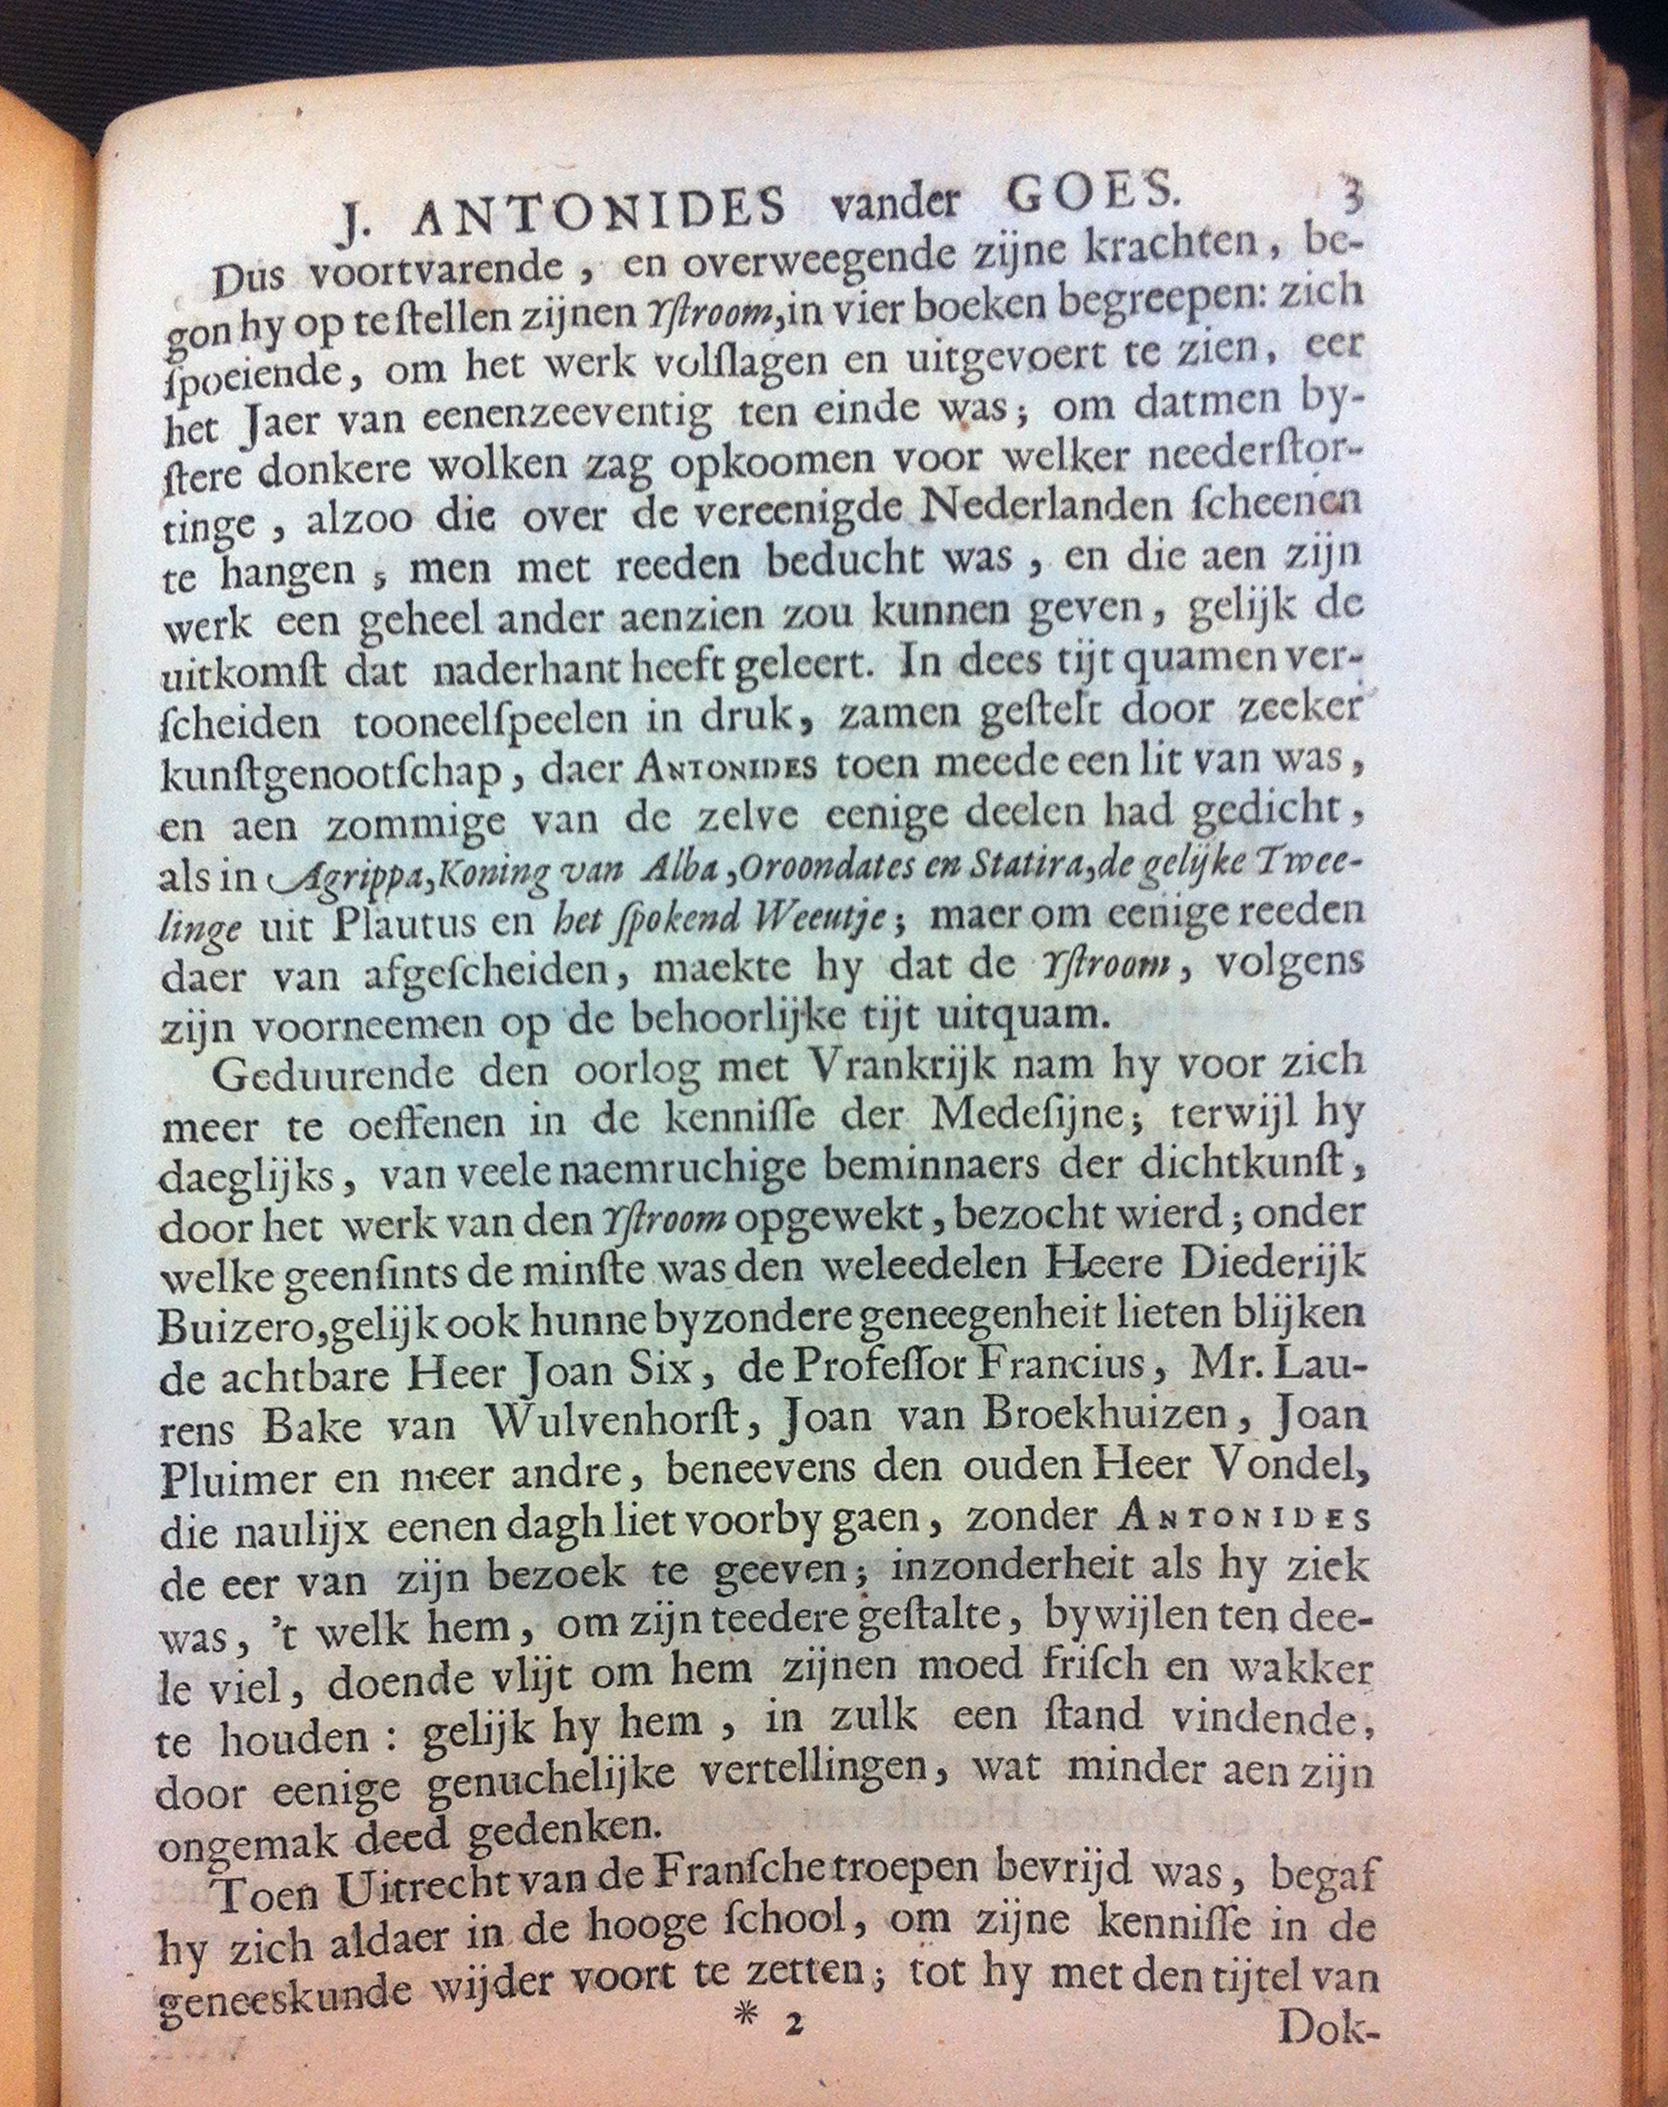 J. ANTONIDES vander GOES. 3
Dus voortvarende, en overweegende zijne krachten, be-
gon hy op te ſtellen zijnen Yſtroom, in vier boeken begreepen: zich
ſpoeiende, om het werk volſlagen en uitgevoert te zien, eer
het Jaer van eenenzeeventig ten einde was; om datmen by-
ſtere donkere wolken zag opkoomen voor welker neederſtor-
tinge, alzoo die over de vereenigde Nederlanden ſcheenen
te hangen, men met reeden beducht was, en die aen zijn
werk een geheel ander aenzien zou kunnen geven, gelijk de
uitkomſt dat naderhant heeft geleert. In dees tijt quamen ver-
ſcheiden tooneelſpeelen in druk, zamen geſtelt door zeeker
kunſtgenootſchap, daer ANTONIDES toen meede een lit van was,
en aen zommige van de zelve eenige deelen had gedicht,
als in Agrippa, Koning van Alba, Oroondates en Statira, de gelijke Twee-
linge uit Plautus en het ſpokend Weeutje; maer om eenige reeden
daer van afgeſcheiden, maekte hy dat de Yſtroom, volgens
zijn voorneemen op de behoorlijke tijt uitquam.
Geduurende den oorlog met Vrankrijk nam hy voor zich
meer te oeffenen in de kenniſſe der Medeſijne; terwijl hy
daeglijks, van veele naemruchige beminnaers der dichtkunſt,
door het werk van den Yſtroom opgewekt, bezocht wierd; onder
welke geenſints de minſte was den weleedelen Heere Diederijk
Buizero, gelijk ook hunne byzondere geneegenheit lieten blijken
de achtbare Heer Joan Six, de Profeſſor Francius, Mr. Lau-
rens Bake van Wulvenhorſt, Joan van Broekhuizen, Joan
Pluimer en meer andre, beneevens den ouden Heer Vondel,
die naulijx eenen dagh liet voorby gaen, zonder ANTONIDES
de eer van zijn bezoek te geeven; inzonderheit als hy ziek
was, 't welk hem, om zijn teedere geſtalte, bywijlen ten dee-
le viel, doende vlijt om hem zijnen moed friſch en wakker
te houden: gelijk hy hem, in zulk een ſtand vindende,
door eenige genuchelijke vertellingen, wat minder aen zijn
ongemak deed gedenken.
Toen Uitrecht van de Franſche troepen bevrijd was, begaf
hy zich aldaer in de hooge ſchool, om zijne kenniſſe in de
geneeskunde wijder voort te zetten; tot hy met den tijtel van
* 2 Dok-